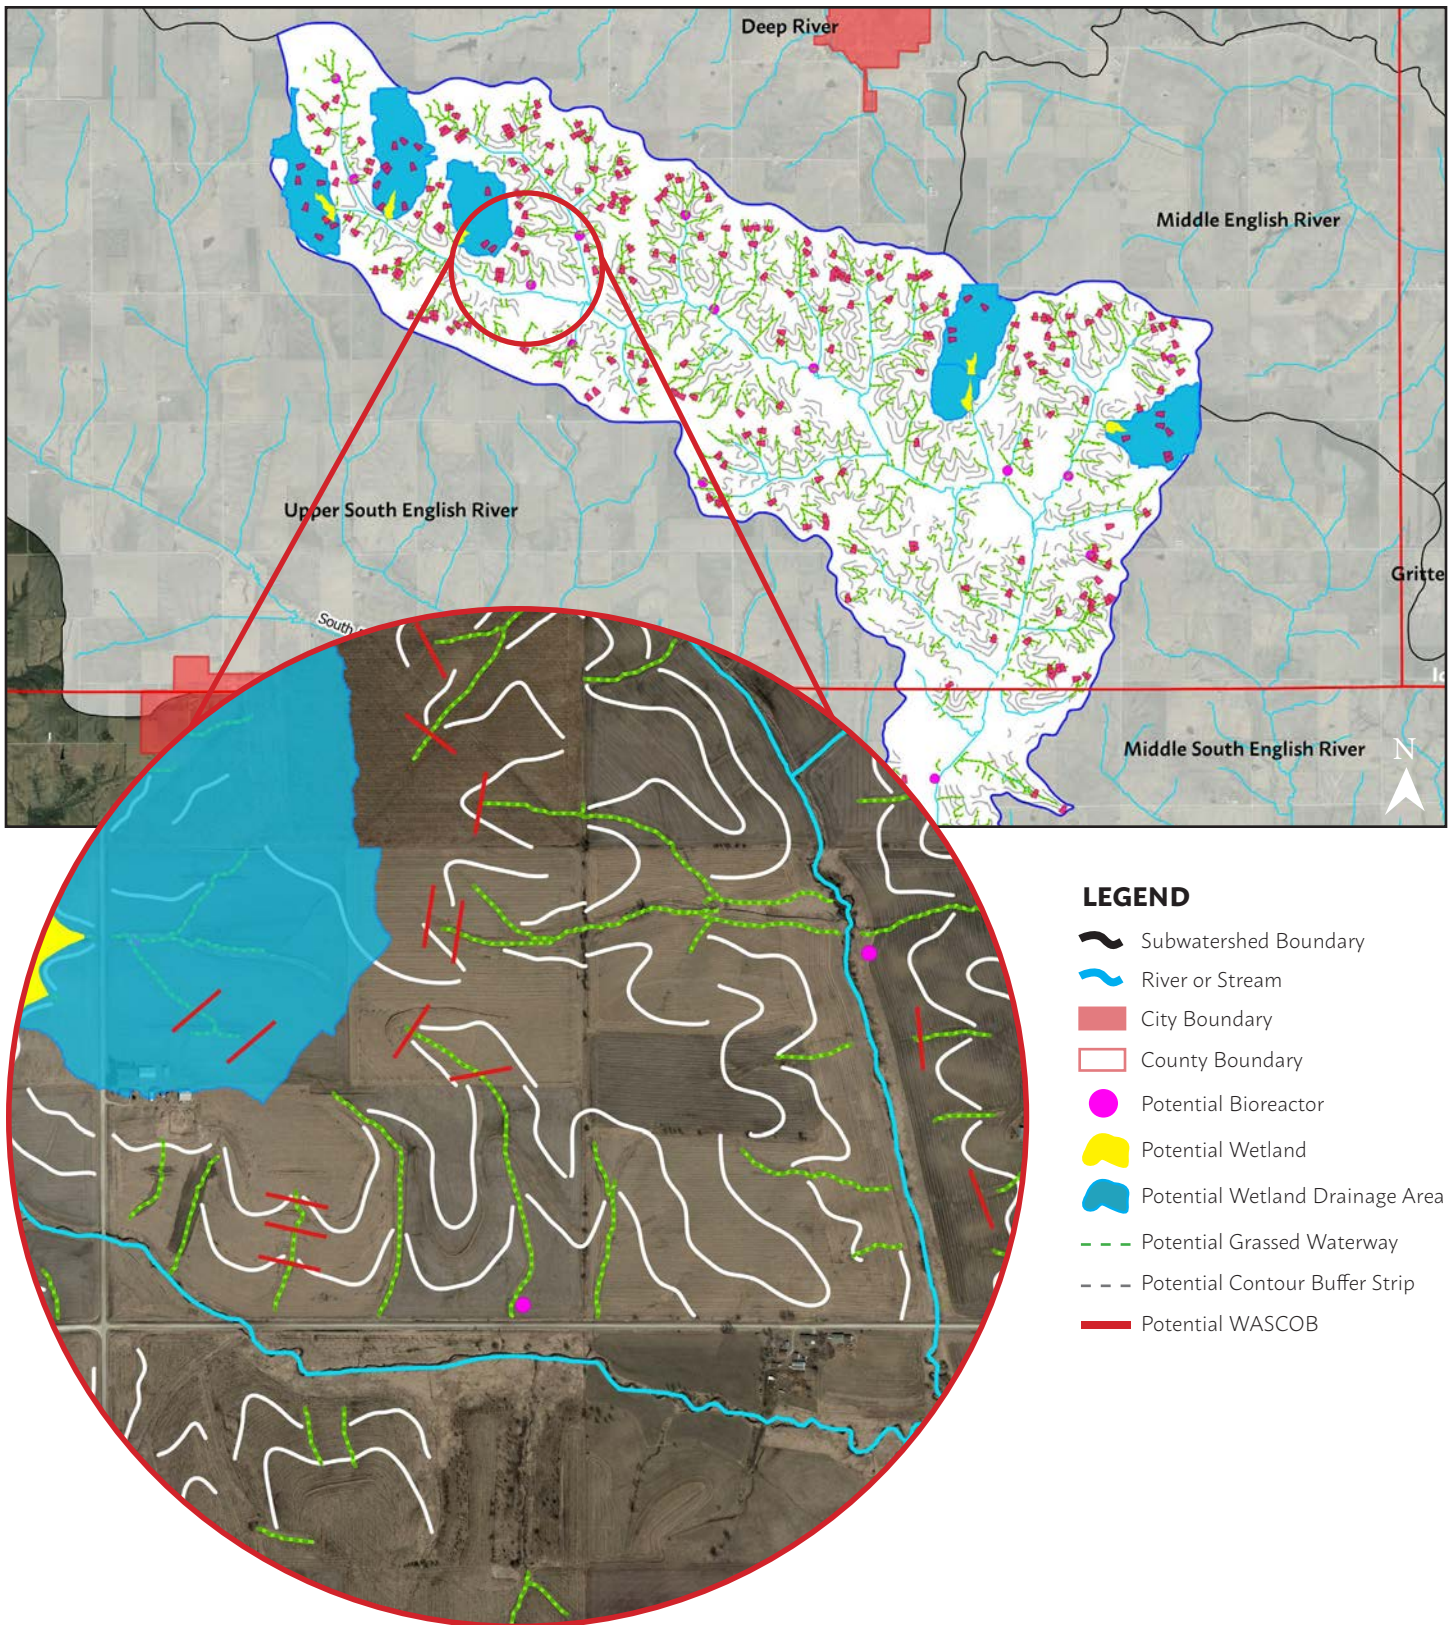 Deep River
Middle English River
Upper South English River
Gritte
South
Middle South English River
N
LEGEND
Subwatershed Boundary
River or Stream
City Boundary
County Boundary
Potential Bioreactor
Potential Wetland
Potential Wetland Drainage Area
Potential Grassed Waterway
Potential Contour Buffer Strip
Potential WASCOB